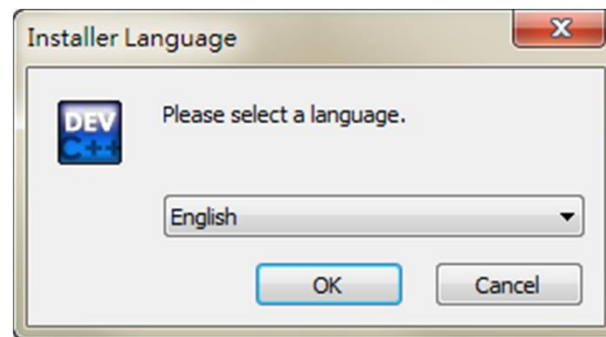 Installer Language
DEV
C++
Please select a language.
English
OK
Cancel